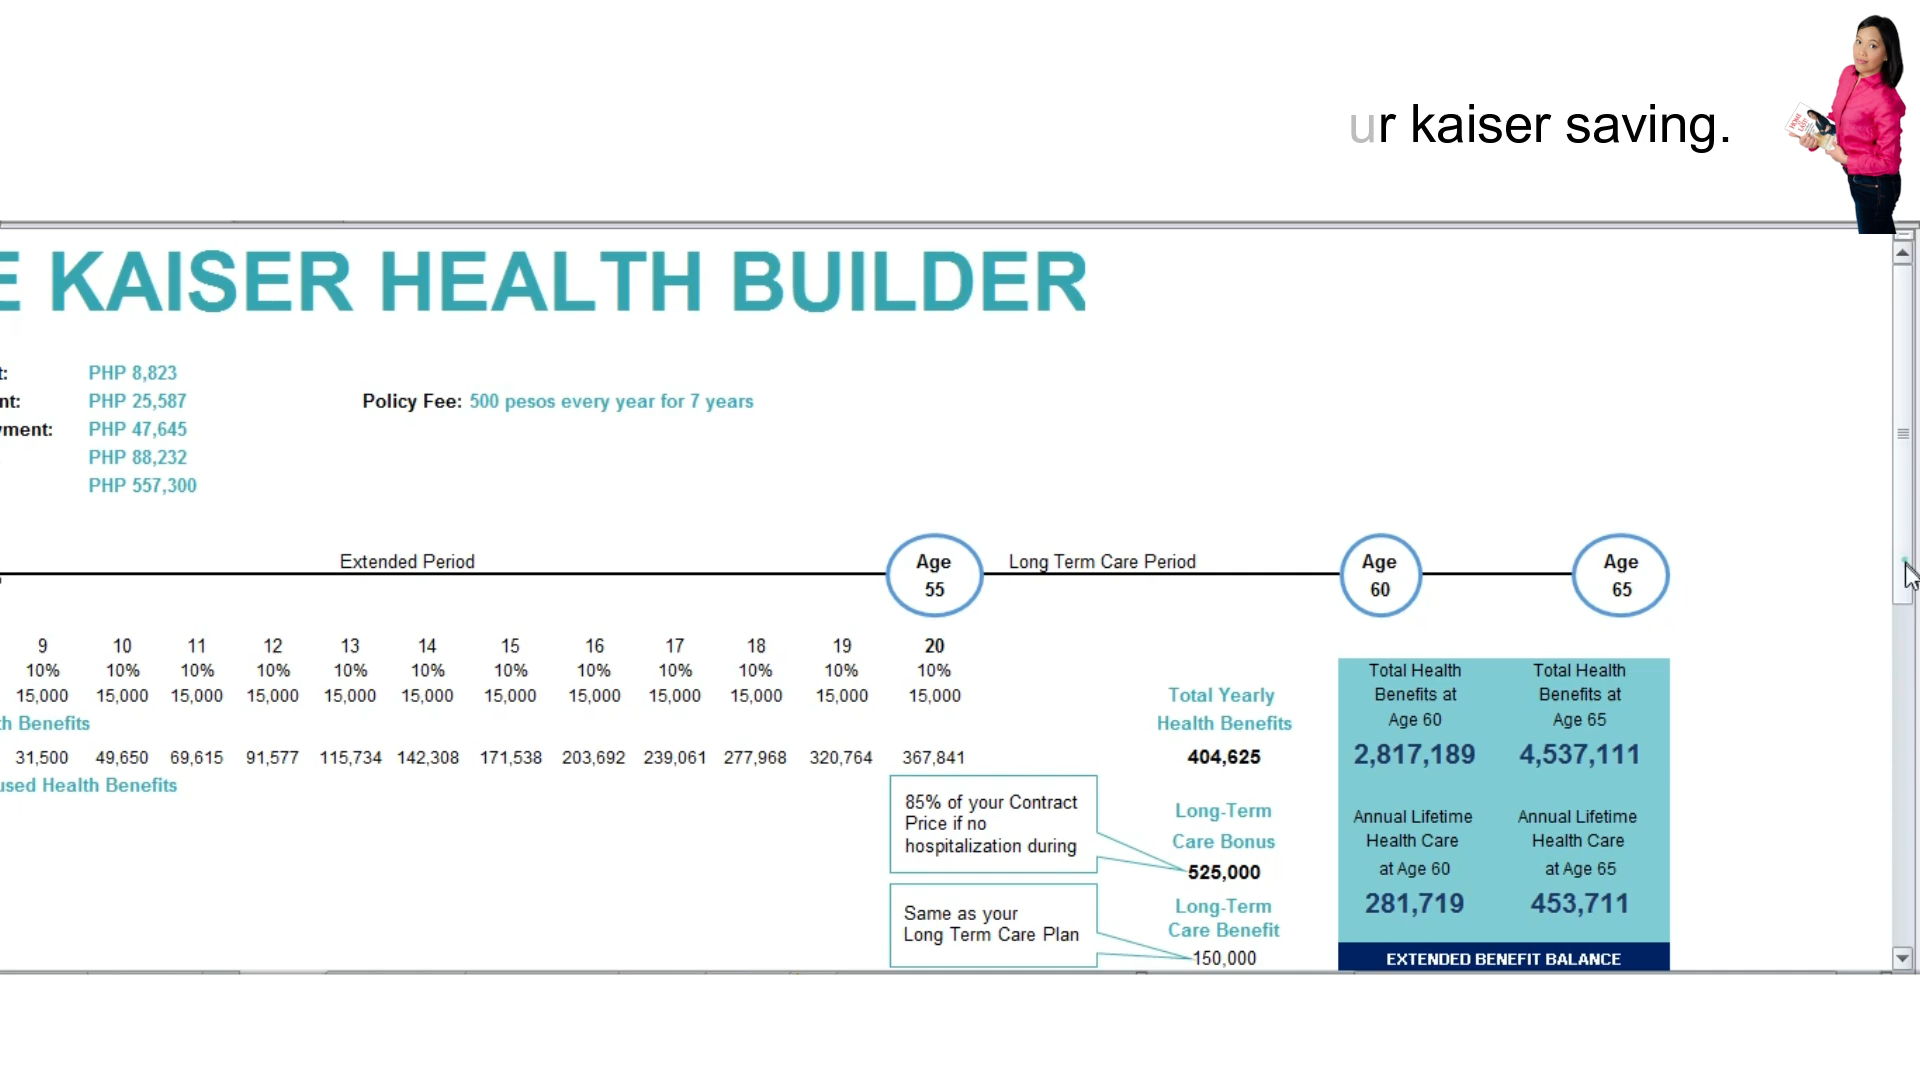 ur kaiser saving.
E KAISER HEALTH BUILDER
t: PHP 8,823
nt: PHP 25,587
Policy Fee: 500 pesos every year for 7 years
yment: PHP 47,645
PHP 88,232
PHP 557,300
Extended Period
Age 55
Long Term Care Period
Age 60
Age 65
9 10 11 12 13 14 15 16 17 18 19 20
10% 10% 10% 10% 10% 10% 10% 10% 10% 10% 10% 10%
15,000 15,000 15,000 15,000 15,000 15,000 15,000 15,000 15,000 15,000 15,000 15,000
th Benefits
31,500 49,650 69,615 91,577 115,734 142,308 171,538 203,692 239,061 277,968 320,764 367,841
used Health Benefits
85% of your Contract
Price if no
hospitalization during
Same as your
Long Term Care Plan
Total Yearly
Health Benefits
404,625
Long-Term
Care Bonus
525,000
Long-Term
Care Benefit
150,000
Total Health
Benefits at
Age 60
2,817,189
Total Health
Benefits at
Age 65
4,537,111
Annual Lifetime
Health Care
at Age 60
281,719
Annual Lifetime
Health Care
at Age 65
453,711
EXTENDED BENEFIT BALANCE